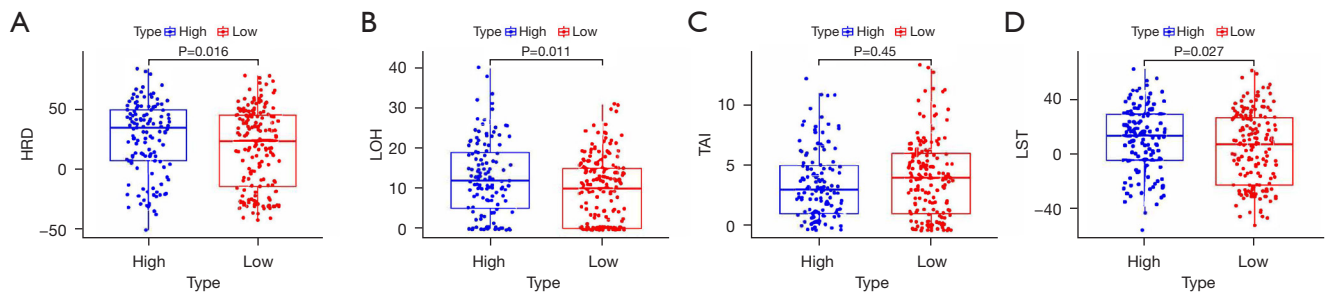 A
Type High Low
P=0.016
HRD
50
0
−50
High Low
Type
B
Type High Low
P=0.011
LOH
40
30
20
10
0
High Low
Type
C
Type High Low
P=0.45
TAI
10
5
0
High Low
Type
D
Type High Low
P=0.027
LST
40
0
−40
High Low
Type